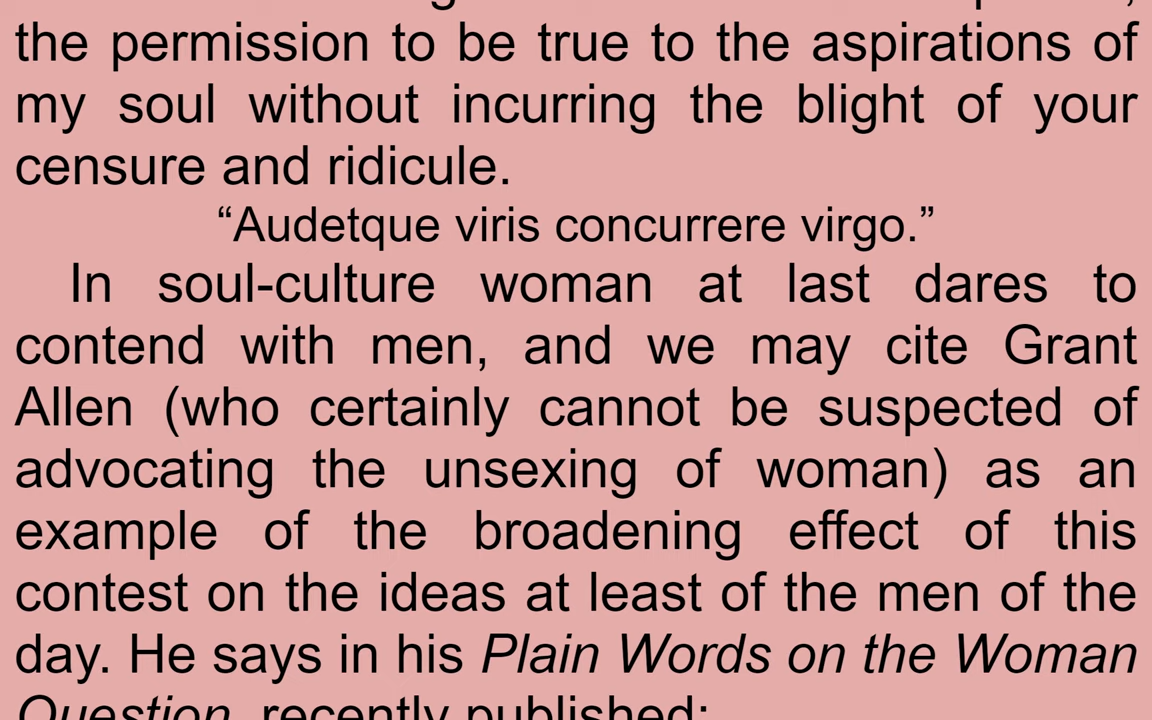 the permission to be true to the aspirations of
my soul without incurring the blight of your
censure and ridicule.
“Audetque viris concurrere virgo.”
In soul-culture woman at last dares to
contend with men, and we may cite Grant
Allen (who certainly cannot be suspected of
advocating the unsexing of woman) as an
example of the broadening effect of this
contest on the ideas at least of the men of the
day. He says in his Plain Words on the Woman
Question, recently published: